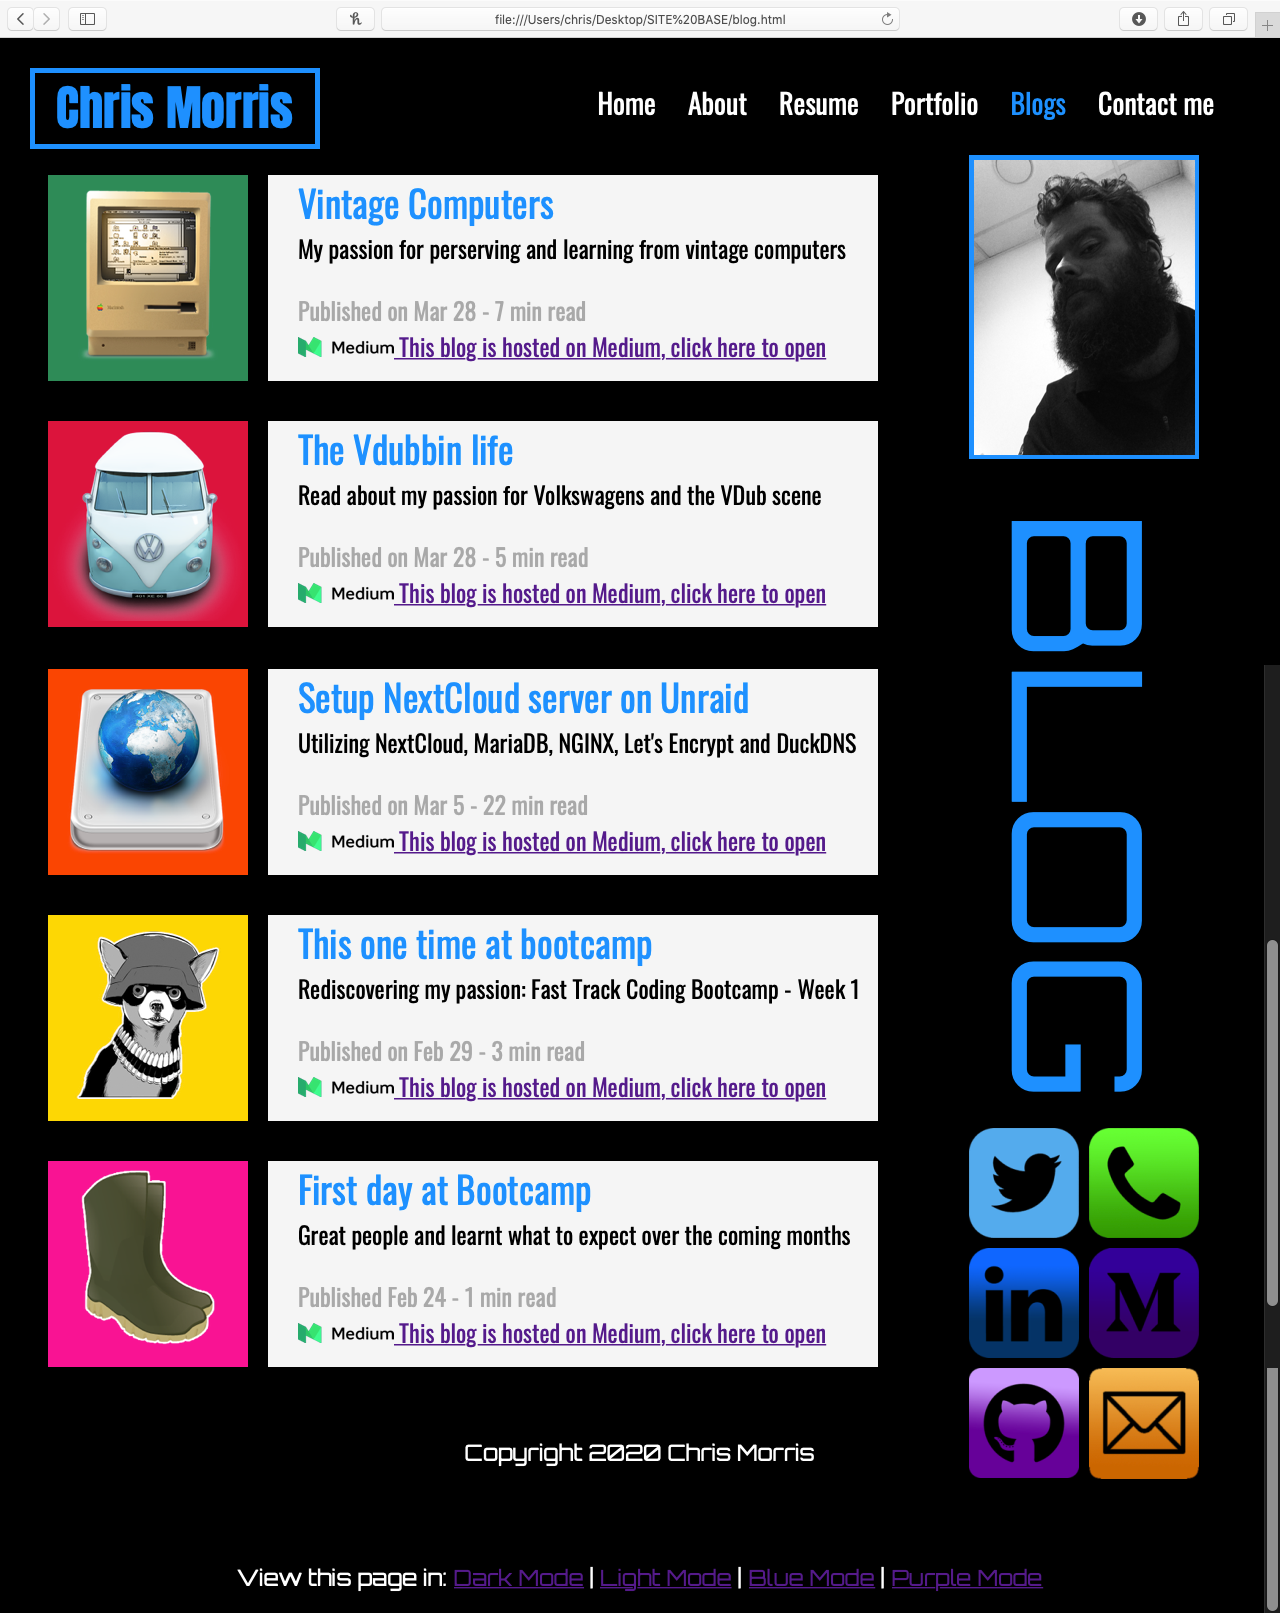 file:///Users/chris/Desktop/SITE%20BASE/blog.html
Chris Morris
Home About Resume Portfolio Blogs Contact me
Vintage Computers
My passion for perserving and learning from vintage computers
Published on Mar 28 - 7 min read
Medium This blog is hosted on Medium, click here to open
The Vdubbin life
Read about my passion for Volkswagens and the VDub scene
Published on Mar 28 - 5 min read
Medium This blog is hosted on Medium, click here to open
Setup NextCloud server on Unraid
Utilizing NextCloud, MariaDB, NGINX, Let's Encrypt and DuckDNS
Published on Mar 5 - 22 min read
Medium This blog is hosted on Medium, click here to open
This one time at bootcamp
Rediscovering my passion: Fast Track Coding Bootcamp - Week 1
Published on Feb 29 - 3 min read
Medium This blog is hosted on Medium, click here to open
First day at Bootcamp
Great people and learnt what to expect over the coming months
Published Feb 24 - 1 min read
Medium This blog is hosted on Medium, click here to open
BLOG
in M
Copyright 2020 Chris Morris
View this page in: Dark Mode | Light Mode | Blue Mode | Purple Mode